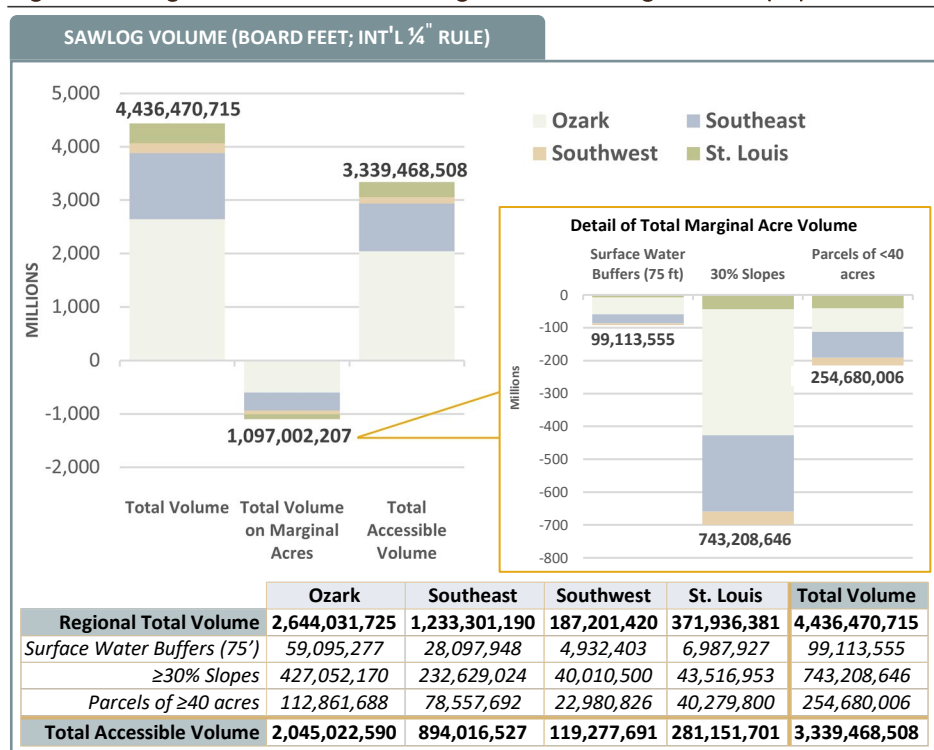 SAWLOG VOLUME (BOARD FEET; INT'L ¼" RULE)
5,000
4,000
3,000
2,000
1,000
0
-1,000
-2,000
MILLIONS
4,436,470,715
1,097,002,207
3,339,468,508
Total Volume
Total Volume
on Marginal
Acres
Total
Accessible
Volume
Ozark
Southeast
Southwest
St. Louis
Detail of Total Marginal Acre Volume
Surface Water
Buffers (75 ft)
30% Slopes
Parcels of <40
acres
0
-100
-200
-300
-400
-500
-600
-700
-800
Millions
99,113,555
743,208,646
254,680,006
Ozark Southeast Southwest St. Louis Total Volume
Regional Total Volume 2,644,031,725 1,233,301,190 187,201,420 371,936,381 4,436,470,715
Surface Water Buffers (75') 59,095,277 28,097,948 4,932,403 6,987,927 99,113,555
≥30% Slopes 427,052,170 232,629,024 40,010,500 43,516,953 743,208,646
Parcels of ≥40 acres 112,861,688 78,557,692 22,980,826 40,279,800 254,680,006
Total Accessible Volume 2,045,022,590 894,016,527 119,277,691 281,151,701 3,339,468,508